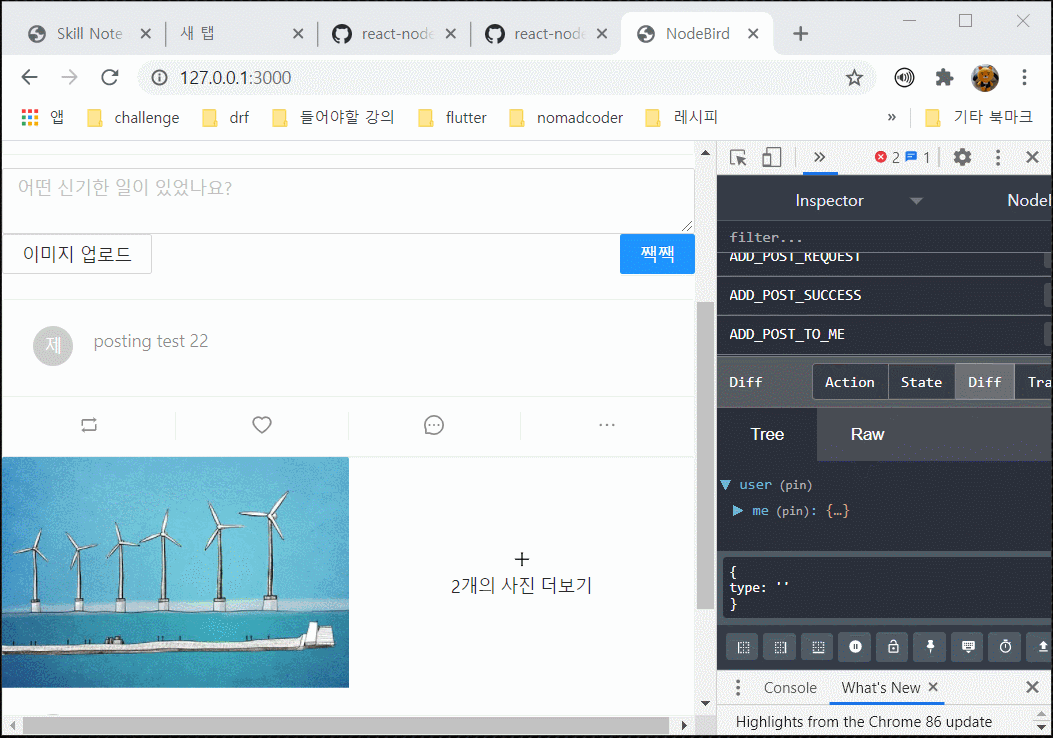 Skill Note
새 탭
react-node
react-node
NodeBird
127.0.0.1:3000
앱
challenge
drf
들어야할 강의
flutter
nomadcoder
레시피
»
기타 북마크
어떤 신기한 일이 있었나요?
이미지 업로드
짹짹
제
posting test 22
+
2개의 사진 더보기
» 2 1
Inspector
filter...
ADD_POST_REQUEST
ADD_POST_SUCCESS
ADD_POST_TO_ME
Diff
Action
State
Diff
Tree
Raw
user (pin)
me (pin): {…}
{
type: ''
}
Console
What's New
Highlights from the Chrome 86 update